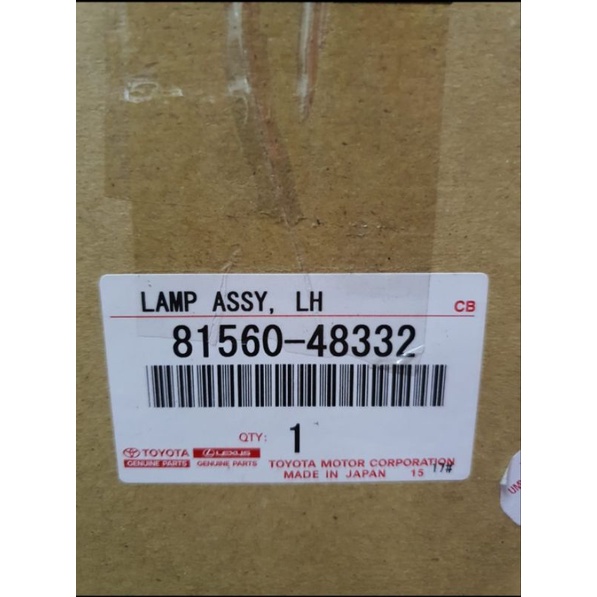 LAMP ASSY, LH
CB
81560-48332
QTY: 1
TOYOTA LEXUS TOYOTA MOTOR CORPORATION
GENUINE PARTS GENUINE PARTS MADE IN JAPAN 15 17#